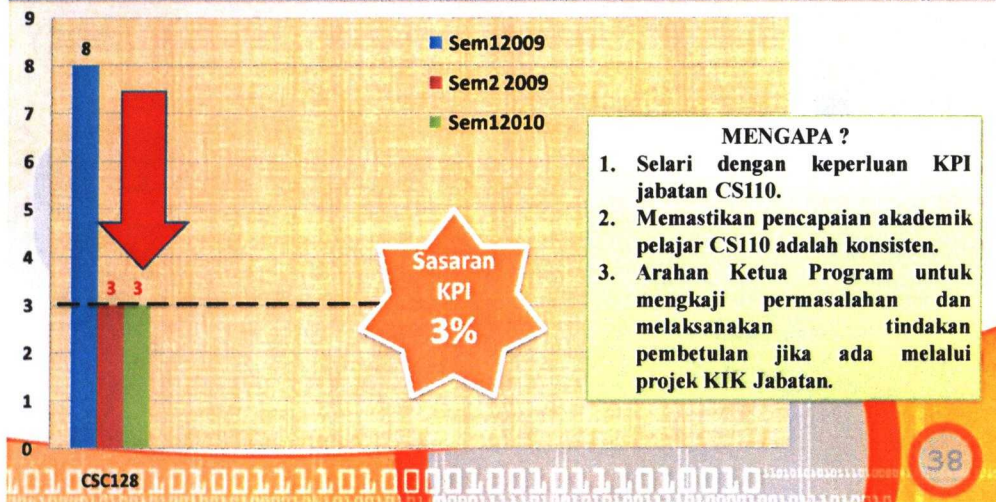 9
8
7
6
5
4
3
2
1
0
8
3 3
CSC128
Sem12009
Sem2 2009
Sem12010
Sasaran
KPI
3%
MENGAPA ?
1. Selari dengan keperluan KPI
jabatan CS110.
2. Memastikan pencapaian akademik
pelajar CS110 adalah konsisten.
3. Arahan Ketua Program untuk
mengkaji permasalahan dan
melaksanakan tindakan
pembetulan jika ada melalui
projek KIK Jabatan.
38